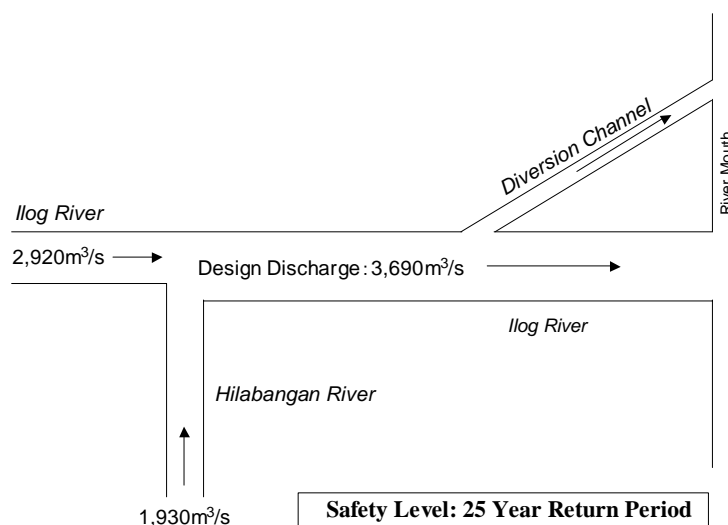 Diversion Channel
River Mouth
Ilog River
2,920m³/s
Design Discharge: 3,690m³/s
Ilog River
Hilabangan River
1,930m³/s
Safety Level: 25 Year Return Period